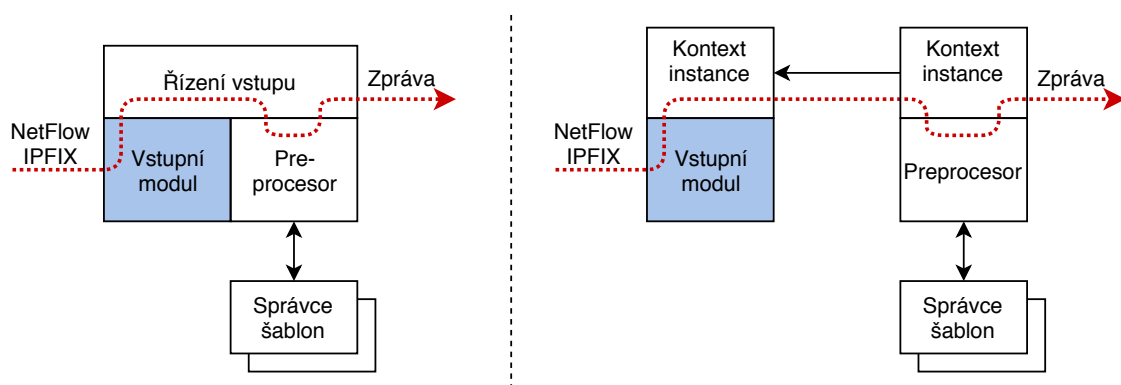 Řízení vstupu
Zpráva
NetFlow
IPFIX
Vstupní
modul
Pre-
procesor
Správce
šablon
Kontext
instance
Kontext
instance
Zpráva
NetFlow
IPFIX
Vstupní
modul
Preprocesor
Správce
šablon